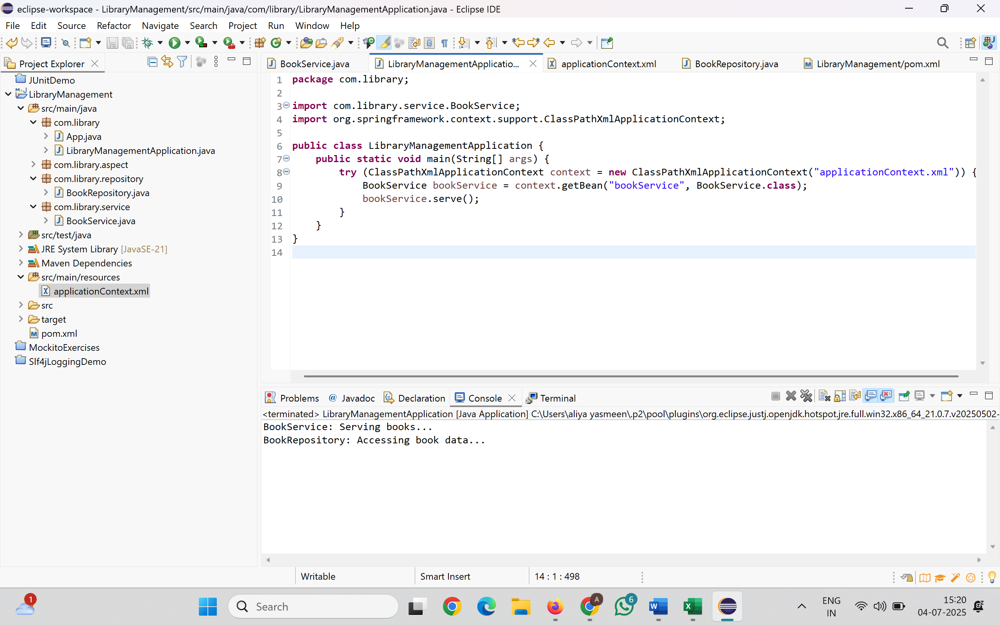 eclipse-workspace - LibraryManagement/src/main/java/com/library/LibraryManagementApplication.java - Eclipse IDE
File Edit Source Refactor Navigate Search Project Run Window Help
Project Explorer
JUnitDemo
LibraryManagement
src/main/java
com.library
App.java
LibraryManagementApplication.java
com.library.aspect
com.library.repository
BookRepository.java
com.library.service
BookService.java
src/test/java
JRE System Library [JavaSE-21]
Maven Dependencies
src/main/resources
applicationContext.xml
src
target
pom.xml
MockitoExercises
Slf4jLoggingDemo
BookService.java LibraryManagementApplicatio... applicationContext.xml BookRepository.java LibraryManagement/pom.xml
1 package com.library;
2
3 import com.library.service.BookService;
4 import org.springframework.context.support.ClassPathXmlApplicationContext;
5
6 public class LibraryManagementApplication {
7 public static void main(String[] args) {
8 try (ClassPathXmlApplicationContext context = new ClassPathXmlApplicationContext("applicationContext.xml")) {
9 BookService bookService = context.getBean("bookService", BookService.class);
10 bookService.serve();
11 }
12 }
13 }
14
Problems @ Javadoc Declaration Console Terminal
<terminated> LibraryManagementApplication [Java Application] C:\Users\aliya yasmeen\.p2\pool\plugins\org.eclipse.justj.openjdk.hotspot.jre.full.win32.x86_64_21.0.7.v20250502-
BookService: Serving books...
BookRepository: Accessing book data...
Writable Smart Insert 14 : 1 : 498
1
Search
A
6
ENG
IN
15:20
04-07-2025